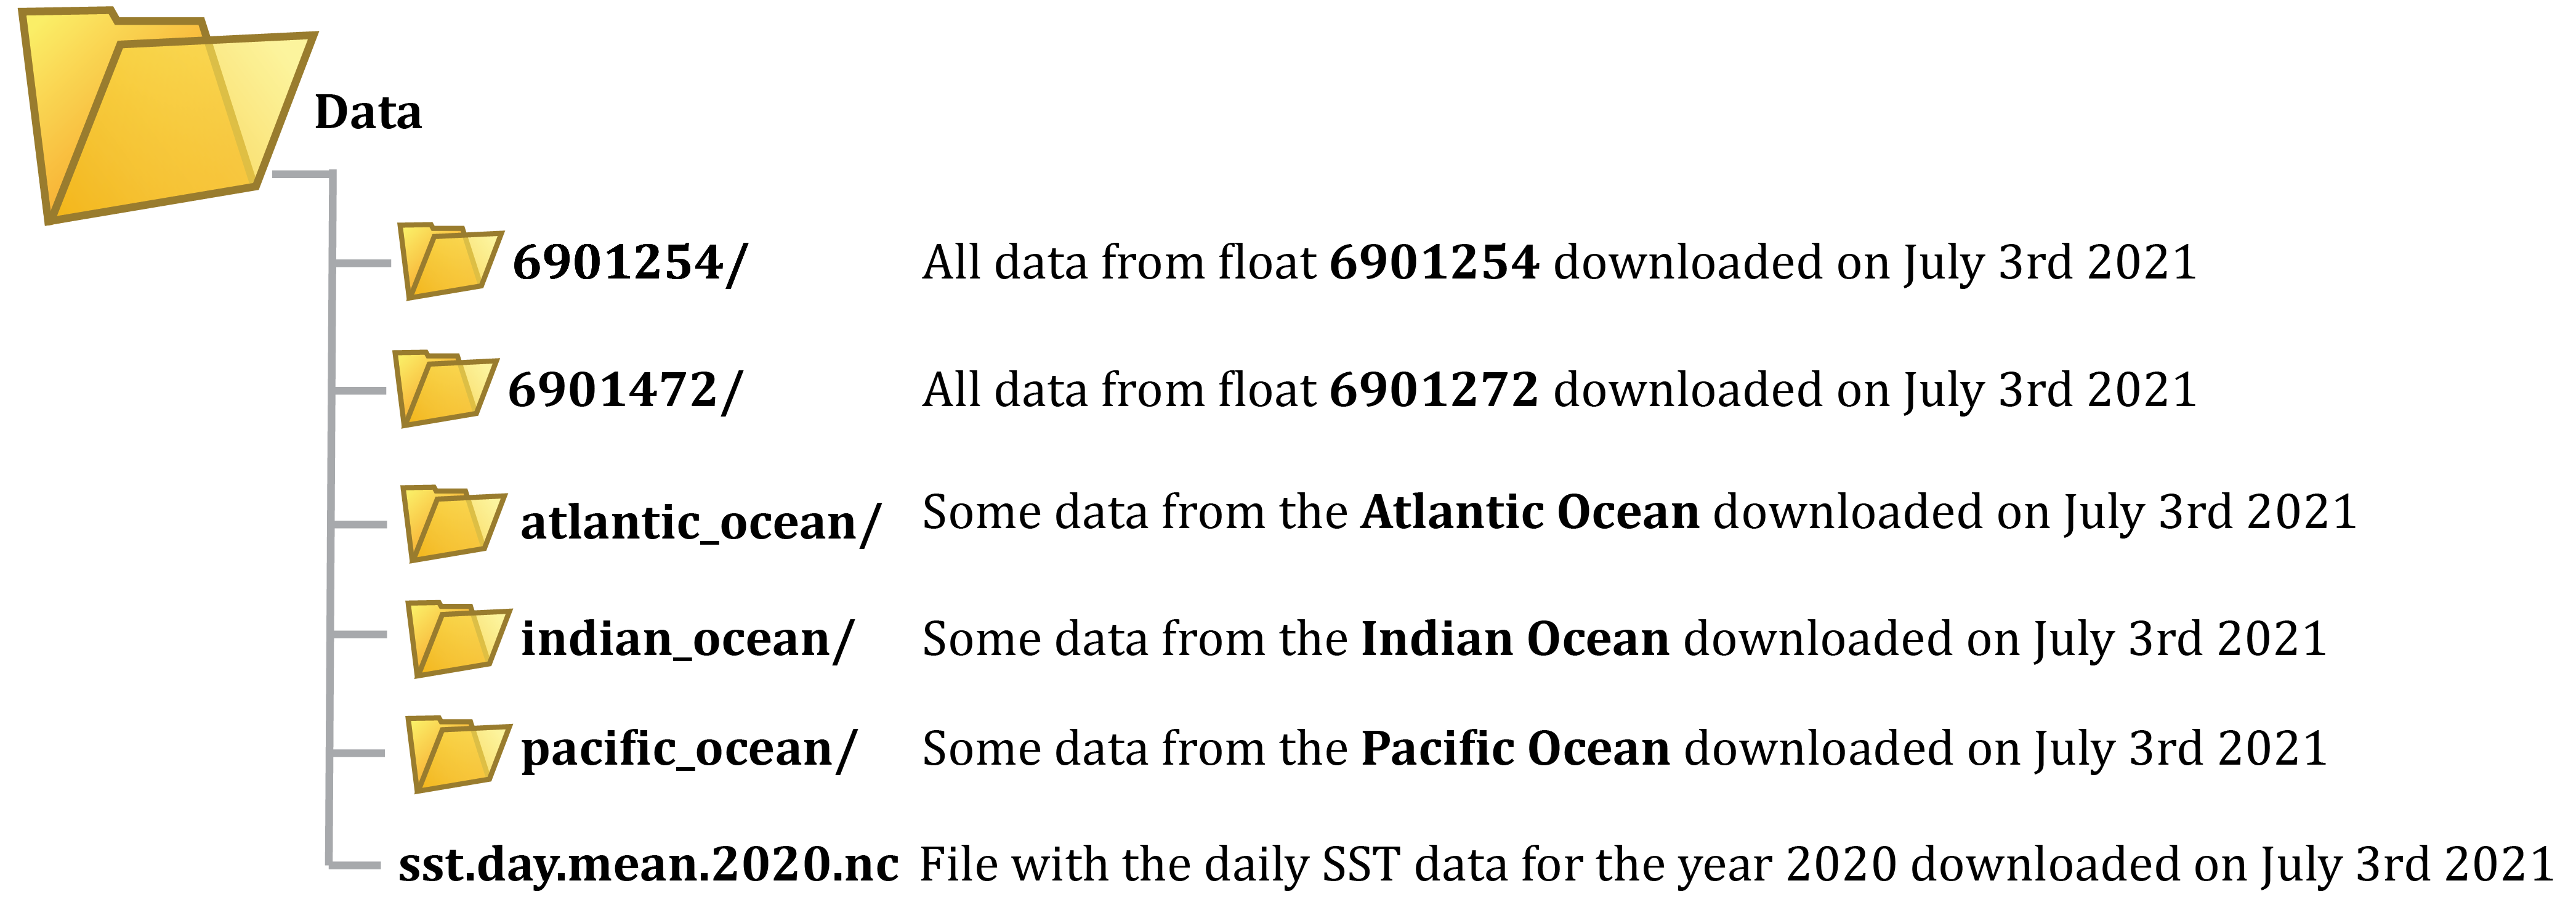 Data
6901254/ All data from float 6901254 downloaded on July 3rd 2021
6901472/ All data from float 6901272 downloaded on July 3rd 2021
atlantic_ocean/ Some data from the Atlantic Ocean downloaded on July 3rd 2021
indian_ocean/ Some data from the Indian Ocean downloaded on July 3rd 2021
pacific_ocean/ Some data from the Pacific Ocean downloaded on July 3rd 2021
sst.day.mean.2020.nc File with the daily SST data for the year 2020 downloaded on July 3rd 2021